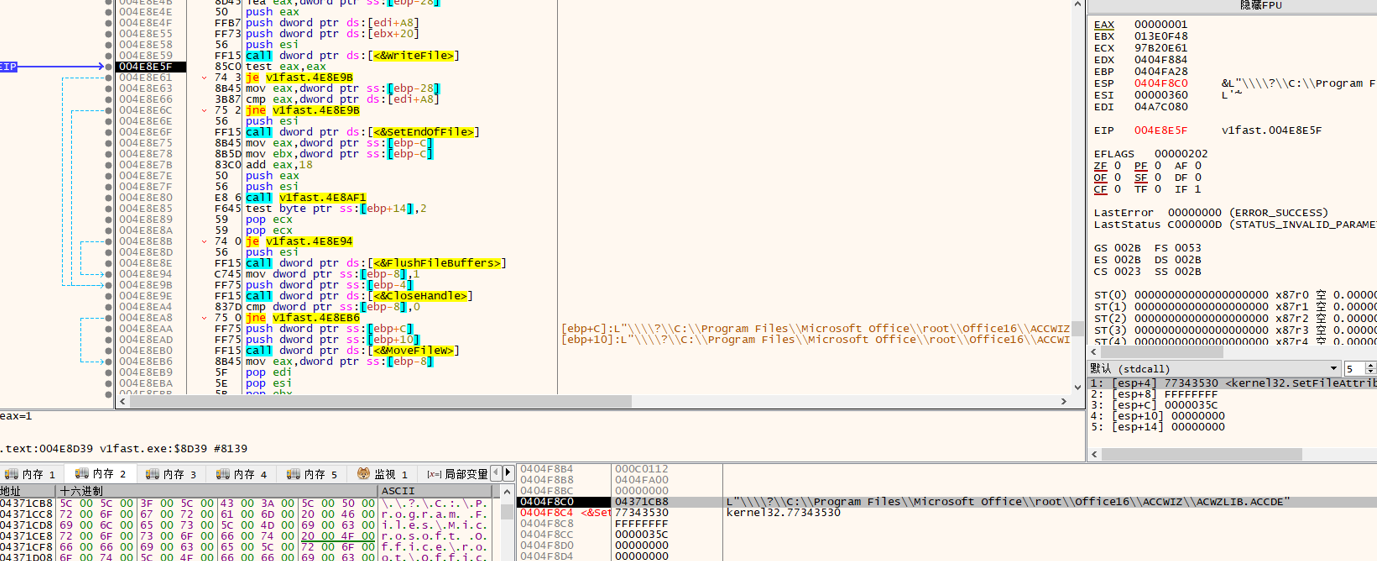 隐藏FPU
004E8E4B 8D45 lea eax,dword ptr ss:[ebp-28]
004E8E4E 50 push eax
004E8E4F FFB7 push dword ptr ds:[edi+A8]
004E8E55 FF73 push dword ptr ds:[ebx+20]
004E8E58 56 push esi
004E8E59 FF15 call dword ptr ds:[<&WriteFile>]
EIP 004E8E5F 85C0 test eax,eax
004E8E61 74 3 je v1fast.4E8E9B
004E8E63 8B45 mov eax,dword ptr ss:[ebp-28]
004E8E66 3B87 cmp eax,dword ptr ds:[edi+A8]
004E8E6C 75 2 jne v1fast.4E8E9B
004E8E6E 56 push esi
004E8E6F FF15 call dword ptr ds:[<&SetEndOfFile>]
004E8E75 8B45 mov eax,dword ptr ss:[ebp-C]
004E8E78 8B5D mov ebx,dword ptr ss:[ebp-C]
004E8E7B 83C0 add eax,18
004E8E7E 50 push eax
004E8E7F 56 push esi
004E8E80 E8 6 call v1fast.4E8AF1
004E8E85 F645 test byte ptr ss:[ebp+14],2
004E8E89 59 pop ecx
004E8E8A 59 pop ecx
004E8E8B 74 0 je v1fast.4E8E94
004E8E8D 56 push esi
004E8E8E FF15 call dword ptr ds:[<&FlushFileBuffers>]
004E8E94 C745 mov dword ptr ss:[ebp-8],1
004E8E9B FF75 push dword ptr ss:[ebp-4]
004E8E9E FF15 call dword ptr ds:[<&CloseHandle>]
004E8EA4 837D cmp dword ptr ss:[ebp-8],0
004E8EA8 75 0 jne v1fast.4E8EB6
004E8EAA FF75 push dword ptr ss:[ebp+C] [ebp+C]:L"\\\\?\\C:\\Program Files\\Microsoft Office\\root\\Office16\\ACCWIZ
004E8EAD FF75 push dword ptr ss:[ebp+10] [ebp+10]:L"\\\\?\\C:\\Program Files\\Microsoft Office\\root\\Office16\\ACCWI
004E8EB0 FF15 call dword ptr ds:[<&MoveFileW>]
004E8EB6 8B45 mov eax,dword ptr ss:[ebp-8]
004E8EB9 5F pop edi
004E8EBA 5E pop esi
EAX 00000001
EBX 013E0F48
ECX 97B20E61
EDX 0404F884
EBP 0404FA28
ESP 0404F8C0 &L"\\\\?\\C:\\Program F
ESI 00000360
EDI 04A7C080
EIP 004E8E5F v1fast.004E8E5F
EFLAGS 00000202
ZF 0 PF 0 AF 0
OF 0 SF 0 DF 0
CF 0 TF 0 IF 1
LastError 00000000 (ERROR_SUCCESS)
LastStatus C000000D (STATUS_INVALID_PARAMET
GS 002B FS 0053
ES 002B DS 002B
CS 0023 SS 002B
ST(0) 00000000000000000000 x87r0 空 0.00000
ST(1) 00000000000000000000 x87r1 空 0.00000
ST(2) 00000000000000000000 x87r2 空 0.00000
ST(3) 00000000000000000000 x87r3 空 0.00000
ST(4) 00000000000000000000 x87r4 空 0.00000
默认 (stdcall) 5
1: [esp+4] 77343530 <kernel32.SetFileAttrib
2: [esp+8] FFFFFFFF
3: [esp+C] 0000035C
4: [esp+10] 00000000
5: [esp+14] 00000000
eax=1
.text:004E8D39 v1fast.exe:$8D39 #8139
内存 1 内存 2 内存 3 内存 4 内存 5 监视 1 [x=] 局部变量
地址 十六进制 ASCII
04371CB8 5C 00 5C 00 3F 00 5C 00 43 00 3A 00 5C 00 50 00 \.\.?.\.C.:.\.P.
04371CC8 72 00 6F 00 67 00 72 00 61 00 6D 00 20 00 46 00 r.o.g.r.a.m. .F.
04371CD8 69 00 6C 00 65 00 73 00 5C 00 4D 00 69 00 63 00 i.l.e.s.\.M.i.c.
04371CE8 72 00 6F 00 73 00 6F 00 66 00 74 00 20 00 4F 00 r.o.s.o.f.t. .O.
04371CF8 66 00 66 00 69 00 63 00 65 00 5C 00 72 00 6F 00 f.f.i.c.e.\.r.o.
04371D08 6F 00 74 00 5C 00 4F 00 66 00 66 00 69 00 63 00 o.t.\.O.f.f.i.c.
0404F8B4 000C0112
0404F8B8 0404FA00
0404F8BC 00000000
0404F8C0 04371CB8 L"\\\\?\\C:\\Program Files\\Microsoft Office\\root\\Office16\\ACCWIZ\\ACWZLIB.ACCDE"
0404F8C4 <&Set 77343530 kernel32.77343530
0404F8C8 FFFFFFFF
0404F8CC 0000035C
0404F8D0 00000000
0404F8D4 00000000